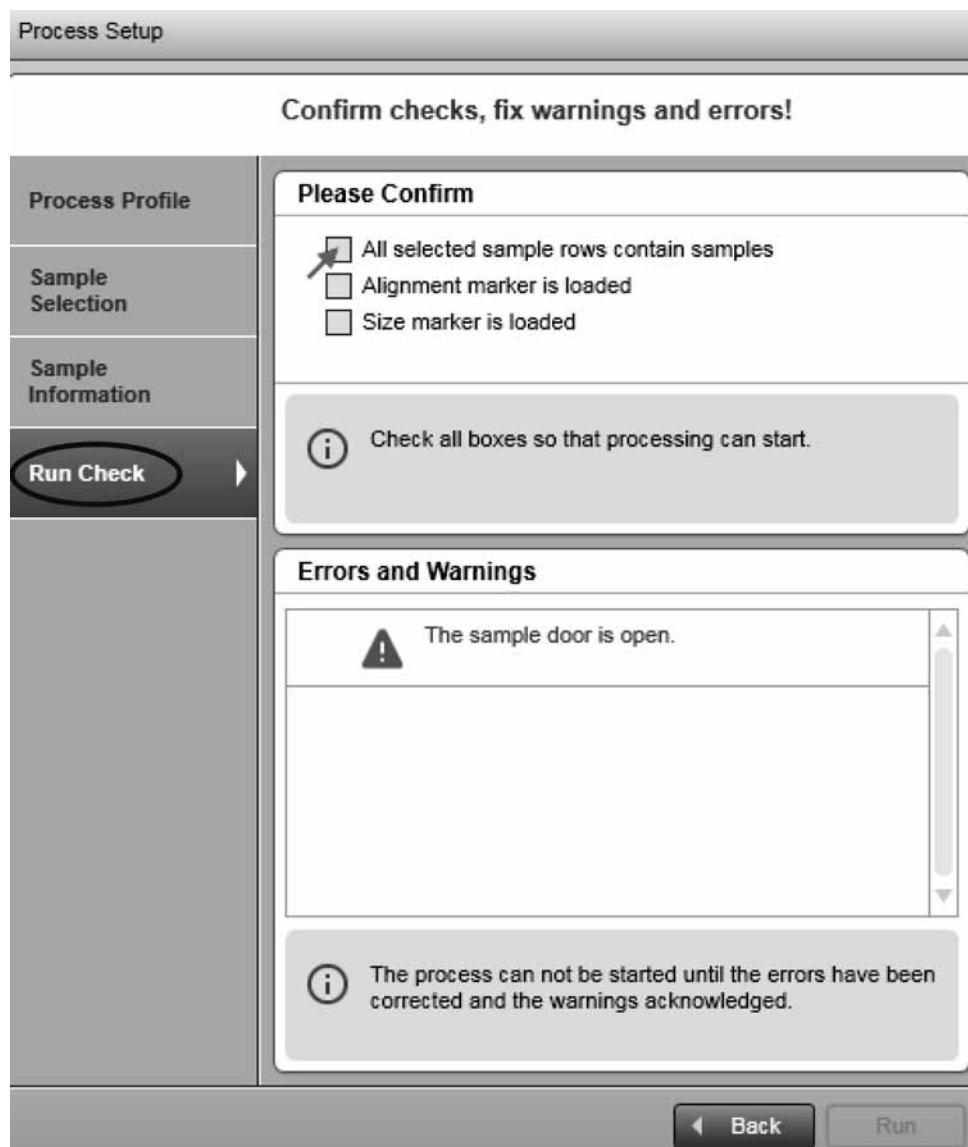 Process Setup
Confirm checks, fix warnings and errors!
Process Profile
Sample
Selection
Sample
Information
Run Check
Please Confirm
All selected sample rows contain samples
Alignment marker is loaded
Size marker is loaded
Check all boxes so that processing can start.
Errors and Warnings
The sample door is open.
The process can not be started until the errors have been
corrected and the warnings acknowledged.
Back
Run